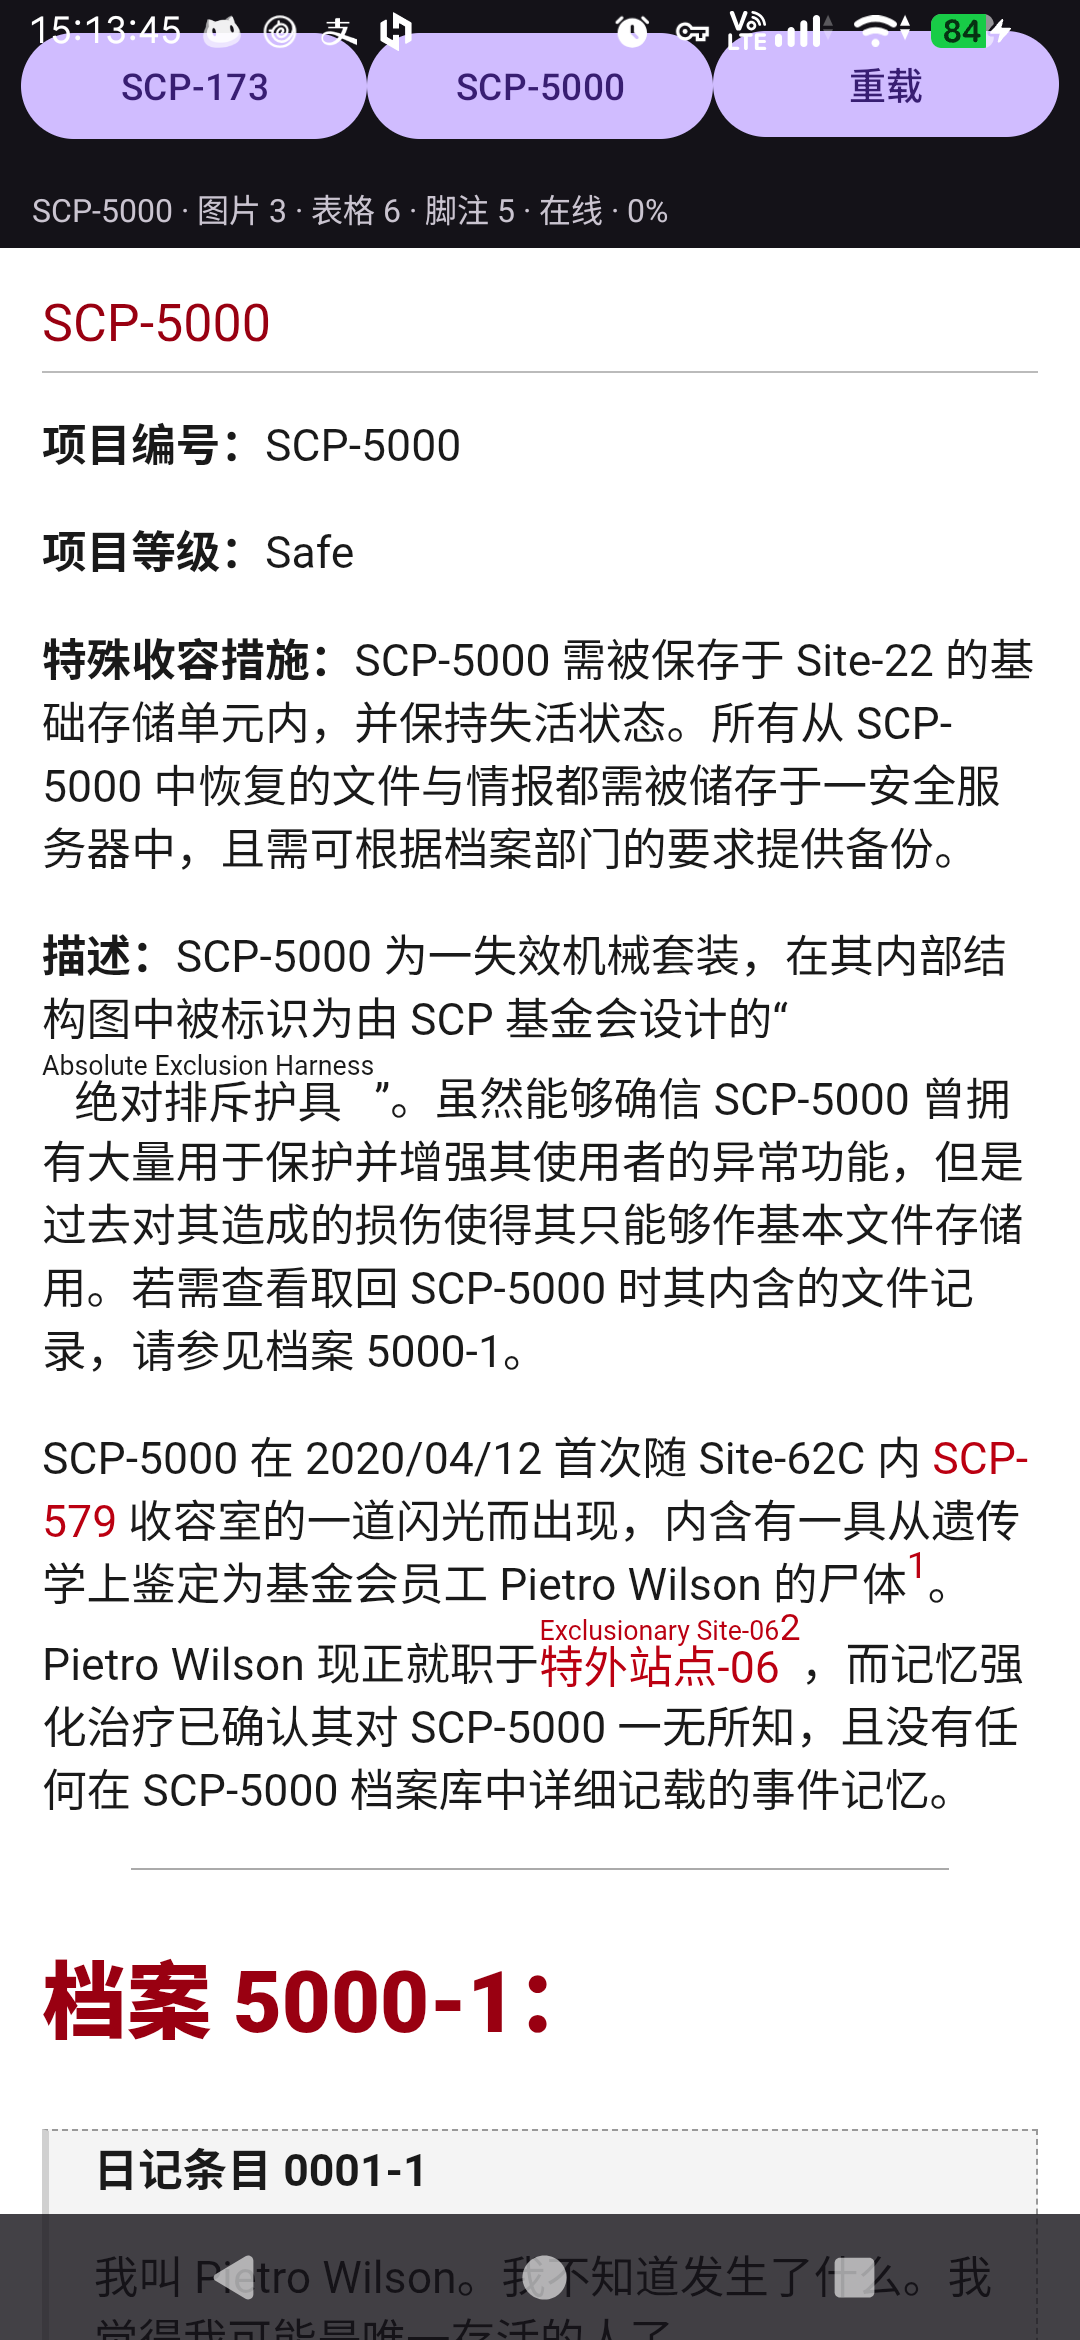 15:13:45
VoLTE
84
SCP-173
SCP-5000
重载
SCP-5000 · 图片 3 · 表格 6 · 脚注 5 · 在线 · 0%
SCP-5000
项目编号：SCP-5000
项目等级：Safe
特殊收容措施：SCP-5000 需被保存于 Site-22 的基
础存储单元内，并保持失活状态。所有从 SCP-
5000 中恢复的文件与情报都需被储存于一安全服
务器中，且需可根据档案部门的要求提供备份。
描述：SCP-5000 为一失效机械套装，在其内部结
构图中被标识为由 SCP 基金会设计的“
Absolute Exclusion Harness
绝对排斥护具 ”。虽然能够确信 SCP-5000 曾拥
有大量用于保护并增强其使用者的异常功能，但是
过去对其造成的损伤使得其只能够作基本文件存储
用。若需查看取回 SCP-5000 时其内含的文件记
录，请参见档案 5000-1。
SCP-5000 在 2020/04/12 首次随 Site-62C 内 SCP-
579 收容室的一道闪光而出现，内含有一具从遗传
学上鉴定为基金会员工 Pietro Wilson 的尸体1。
Exclusionary Site-062
Pietro Wilson 现正就职于特外站点-06 ，而记忆强
化治疗已确认其对 SCP-5000 一无所知，且没有任
何在 SCP-5000 档案库中详细记载的事件记忆。
档案 5000-1：
日记条目 0001-1
我叫 Pietro Wilson。我不知道发生了什么。我
觉得我可能是唯一存活的人了